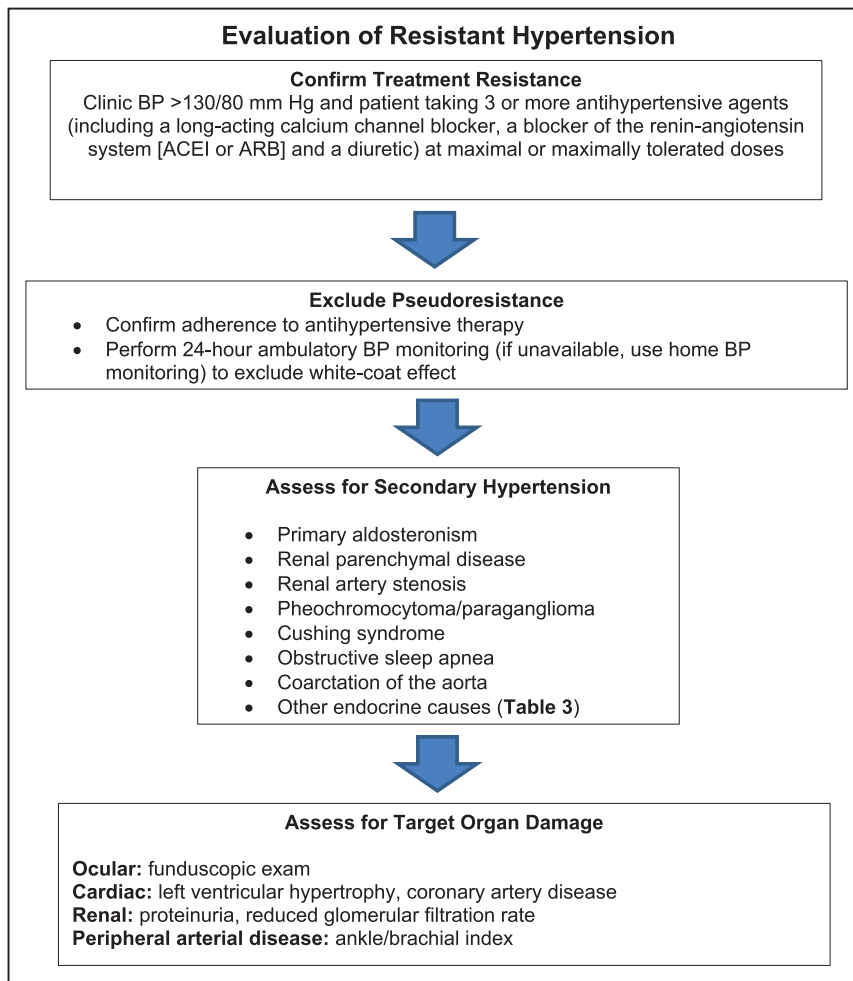 Evaluation of Resistant Hypertension
Confirm Treatment Resistance
Clinic BP >130/80 mm Hg and patient taking 3 or more antihypertensive agents
(including a long-acting calcium channel blocker, a blocker of the renin-angiotensin
system [ACEI or ARB] and a diuretic) at maximal or maximally tolerated doses
Exclude Pseudoresistance
• Confirm adherence to antihypertensive therapy
• Perform 24-hour ambulatory BP monitoring (if unavailable, use home BP
monitoring) to exclude white-coat effect
Assess for Secondary Hypertension
• Primary aldosteronism
• Renal parenchymal disease
• Renal artery stenosis
• Pheochromocytoma/paraganglioma
• Cushing syndrome
• Obstructive sleep apnea
• Coarctation of the aorta
• Other endocrine causes (Table 3)
Assess for Target Organ Damage
Ocular: funduscopic exam
Cardiac: left ventricular hypertrophy, coronary artery disease
Renal: proteinuria, reduced glomerular filtration rate
Peripheral arterial disease: ankle/brachial index